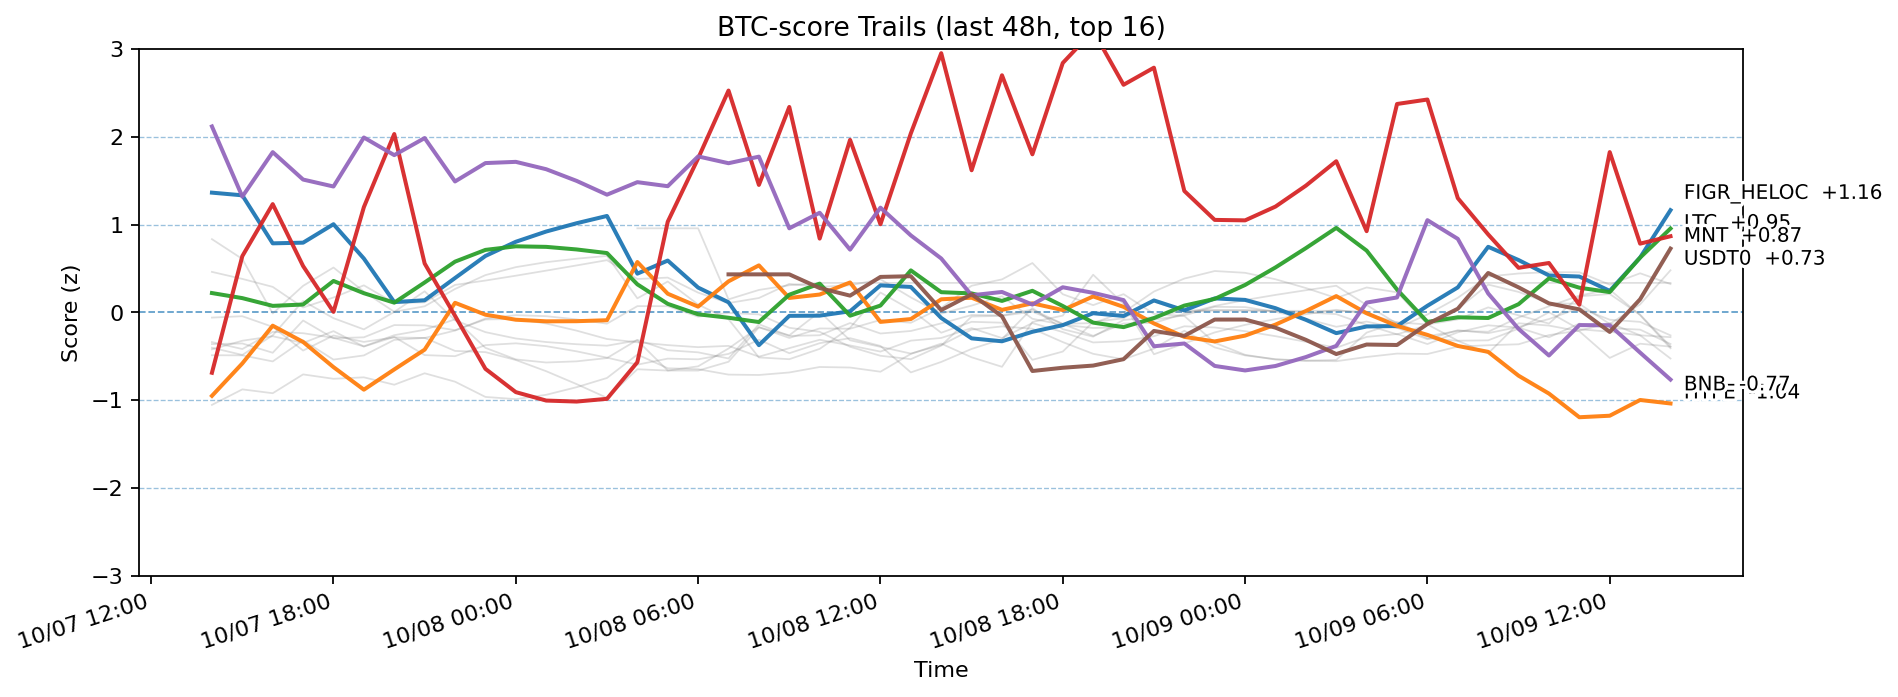 BTC-score Trails (last 48h, top 16)
Score (z)
3
2
1
0
−1
−2
−3
FIGR_HELOC +1.16
LTC +0.95
MNT +0.87
USDT0 +0.73
BNB -0.77
-1.04
10/07 12:00
10/07 18:00
10/08 00:00
10/08 06:00
10/08 12:00
10/08 18:00
10/09 00:00
10/09 06:00
10/09 12:00
Time